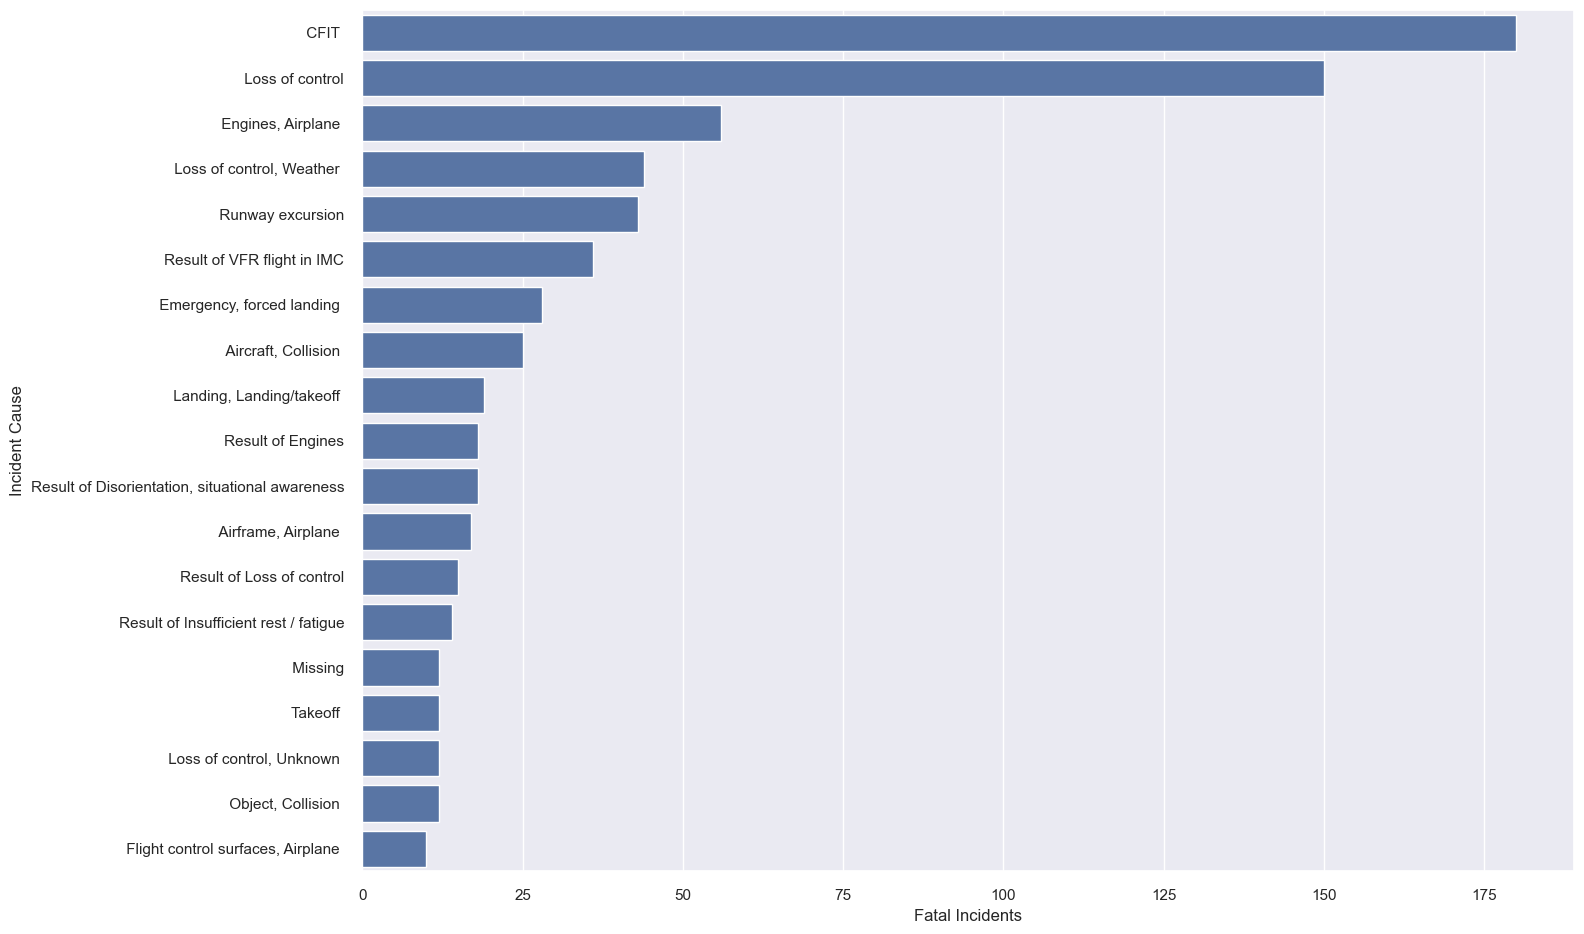 CFIT
Loss of control
Engines, Airplane
Loss of control, Weather
Runway excursion
Result of VFR flight in IMC
Emergency, forced landing
Aircraft, Collision
Landing, Landing/takeoff
Result of Engines
Result of Disorientation, situational awareness
Airframe, Airplane
Result of Loss of control
Result of Insufficient rest / fatigue
Missing
Takeoff
Loss of control, Unknown
Object, Collision
Flight control surfaces, Airplane
Incident Cause
0 25 50 75 100 125 150 175
Fatal Incidents